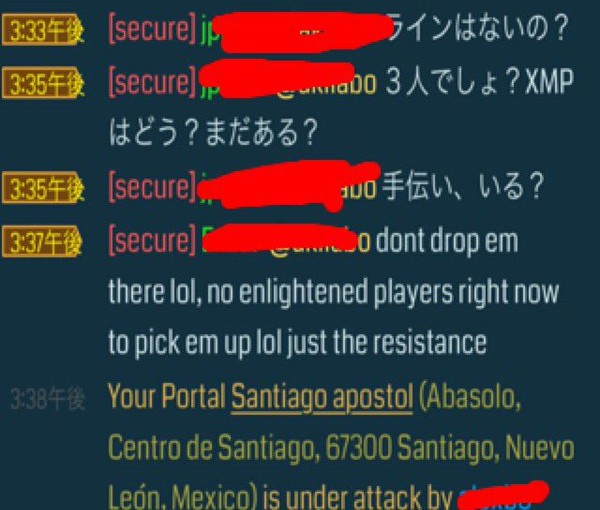 3:33午後 [secure] jp ラインはないの?
3:35午後 [secure] 3人でしょ?XMP
はどう?まだある?
3:35午後 [secure] 手伝い、いる?
3:37午後 [secure] dont drop em
there lol, no enlightened players right now
to pick em up lol just the resistance
3:38午後 Your Portal Santiago apostol (Abasolo,
Centro de Santiago, 67300 Santiago, Nuevo
León, Mexico) is under attack by